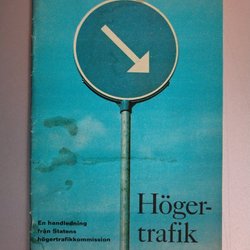 Höger-
trafik
En handledning
från Statens
högertrafikkommission